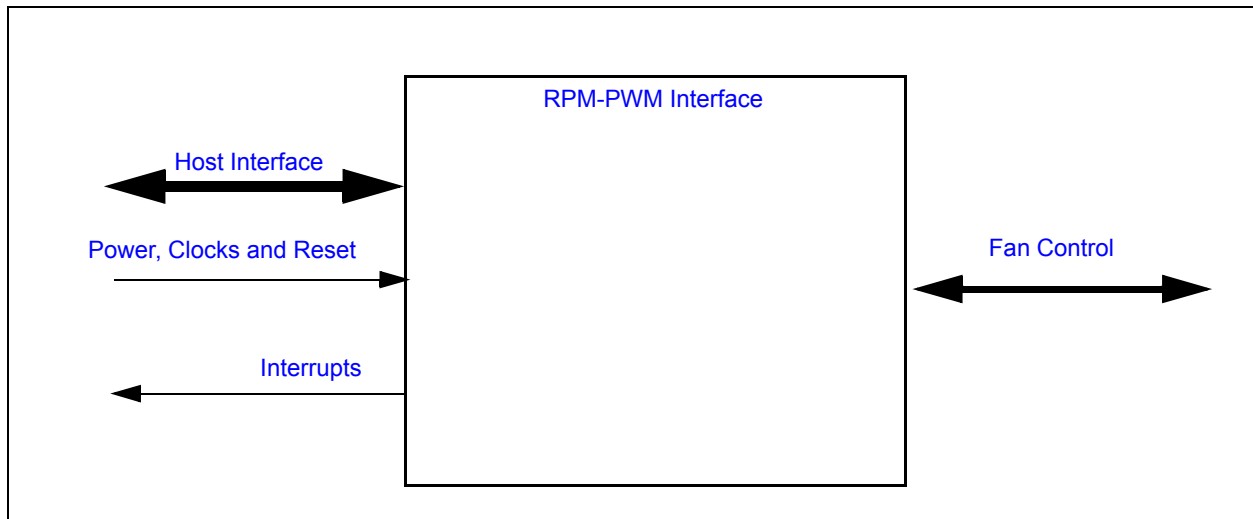 RPM-PWM Interface
Host Interface
Power, Clocks and Reset
Fan Control
Interrupts